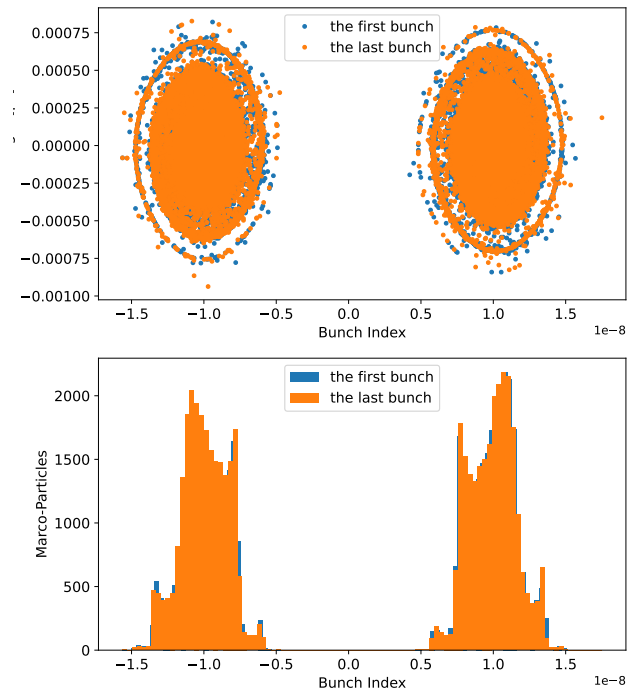 0.00075
0.00050
0.00025
0.00000
−0.00025
−0.00050
−0.00075
−0.00100
the first bunch
the last bunch
−1.5 −1.0 −0.5 0.0 0.5 1.0 1.5
1e−8
Bunch Index
2000
1500
1000
500
0
Marco-Particles
the first bunch
the last bunch
−1.5 −1.0 −0.5 0.0 0.5 1.0 1.5
1e−8
Bunch Index